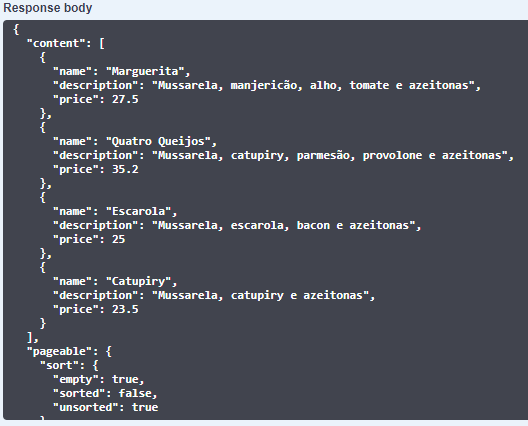 Response body
{
"content": [
{
"name": "Marguerita",
"description": "Mussarela, manjericão, alho, tomate e azeitonas",
"price": 27.5
},
{
"name": "Quatro Queijos",
"description": "Mussarela, catupiry, parmesão, provolone e azeitonas",
"price": 35.2
},
{
"name": "Escarola",
"description": "Mussarela, escarola, bacon e azeitonas",
"price": 25
},
{
"name": "Catupiry",
"description": "Mussarela, catupiry e azeitonas",
"price": 23.5
}
],
"pageable": {
"sort": {
"empty": true,
"sorted": false,
"unsorted": true